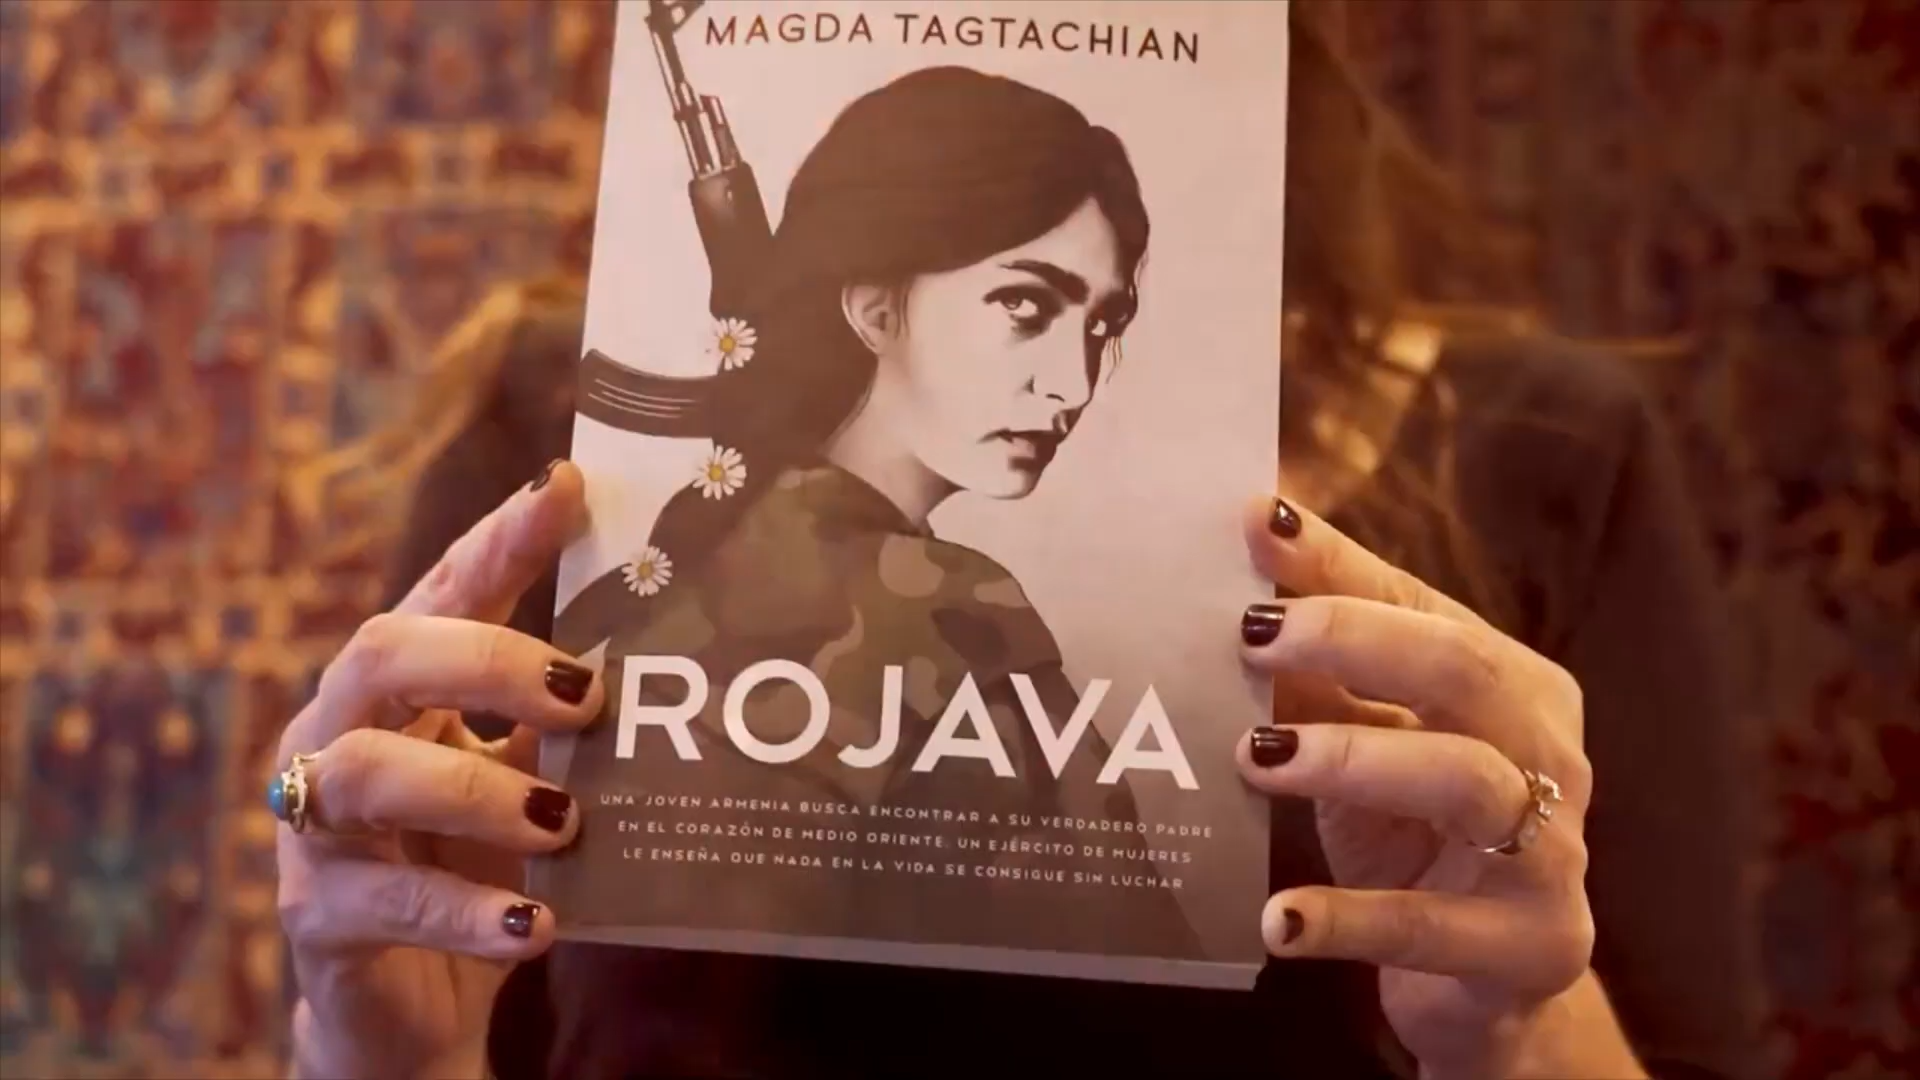 MAGDA TAGTACHIAN
ROJAVA
UNA JOVEN ARMENIA BUSCA ENCONTRAR A SU VERDADERO PADRE
EN EL CORAZÓN DE MEDIO ORIENTE. UN EJÉRCITO DE MUJERES
LE ENSEÑA QUE NADA EN LA VIDA SE CONSIGUE SIN LUCHAR